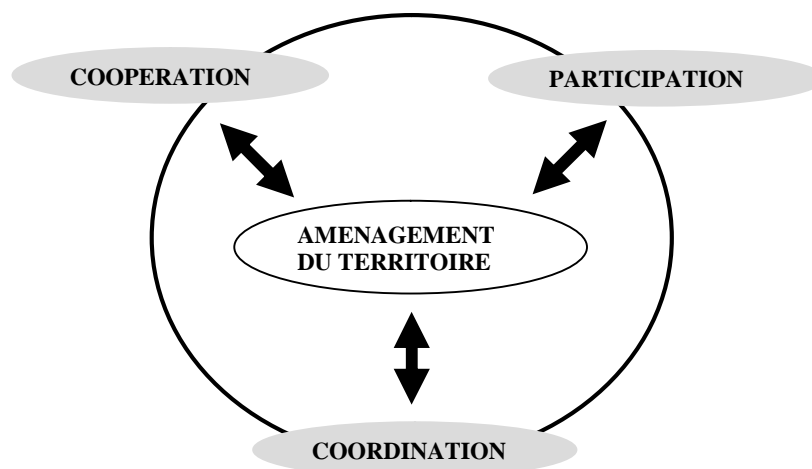 COOPERATION
PARTICIPATION
AMENAGEMENT
DU TERRITOIRE
COORDINATION